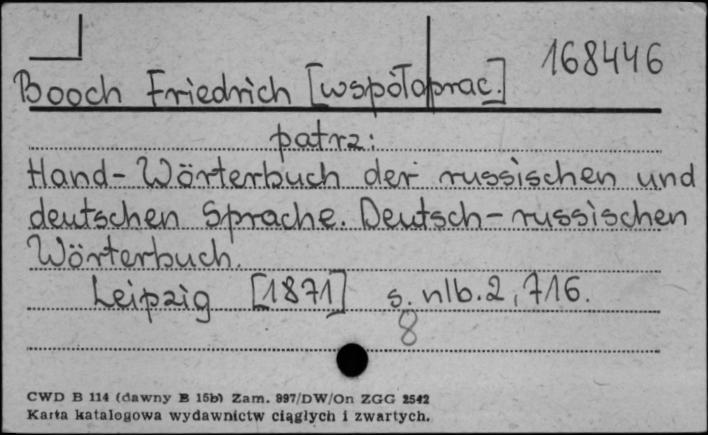 168446
Booch Friedrich [współoprac.]
patrz:
Hand-Wörterbuch der russischen und
deutschen Sprache. Deutsch-russischen
Wörterbuch.
Leipzig [1871] s. nlb. 2, 716.
8
CWD B 114 (dawny B 15b) Zam. 997/DW/On ZGG 2542
Karta katalogowa wydawnictw ciągłych i zwartych.